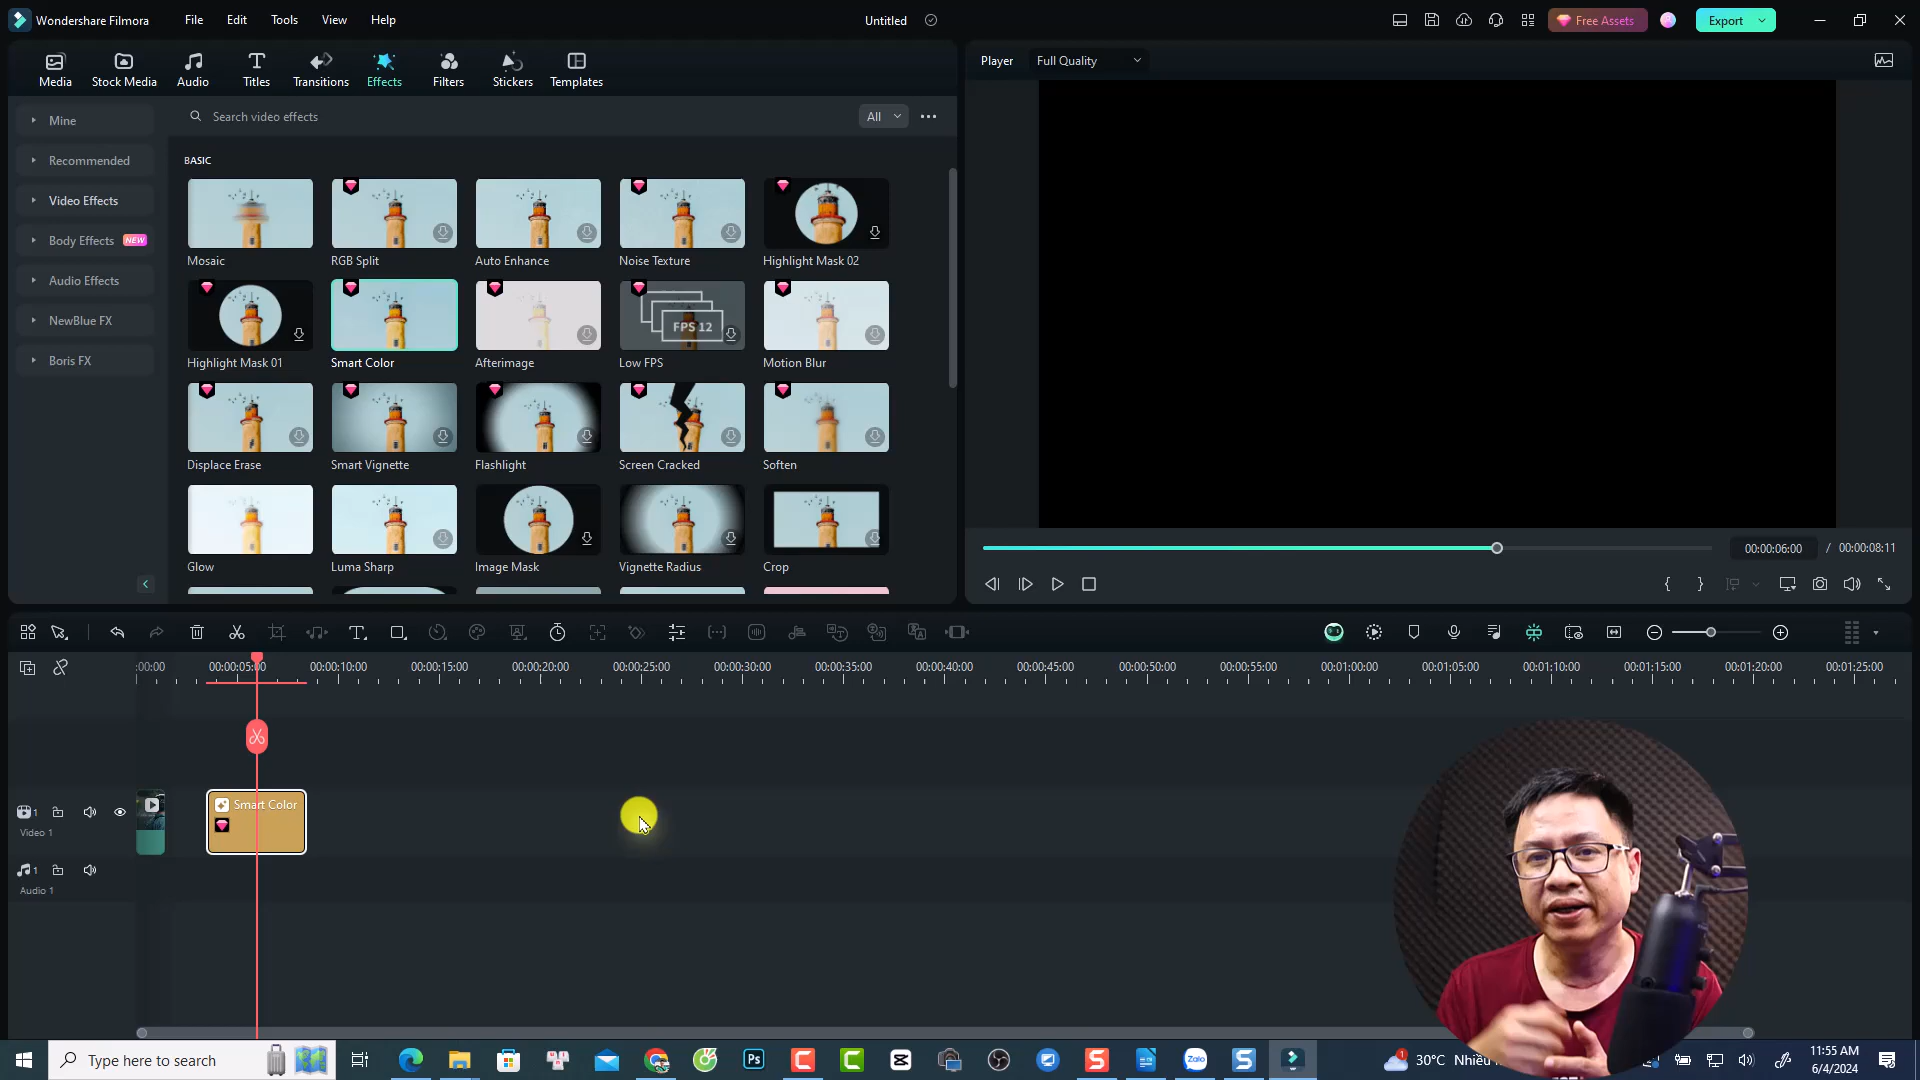 Wondershare Filmora File Edit Tools View Help Untitled Free Assets Export
Media Stock Media Audio Titles Transitions Effects Filters Stickers Templates
Player Full Quality
Mine
Recommended
Video Effects
Body Effects NEW
Audio Effects
NewBlue FX
Boris FX
Search video effects All
BASIC
Mosaic RGB Split Auto Enhance Noise Texture Highlight Mask 02
FPS 12
Highlight Mask 01 Smart Color Afterimage Low FPS Motion Blur
Displace Erase Smart Vignette Flashlight Screen Cracked Soften
Glow Luma Sharp Image Mask Vignette Radius Crop
00:00:06:00 / 00:00:08:11
:00:00 00:00:05:00 00:00:10:00 00:00:15:00 00:00:20:00 00:00:25:00 00:00:30:00 00:00:35:00 00:00:40:00 00:00:45:00 00:00:50:00 00:00:55:00 00:01:00:00 00:01:05:00 00:01:10:00 00:01:15:00 00:01:20:00 00:01:25:00
Smart Color
1
Video 1
1
Audio 1
Type here to search
Ps
Zalo
1
30°C Nhiều
11:55 AM
6/4/2024